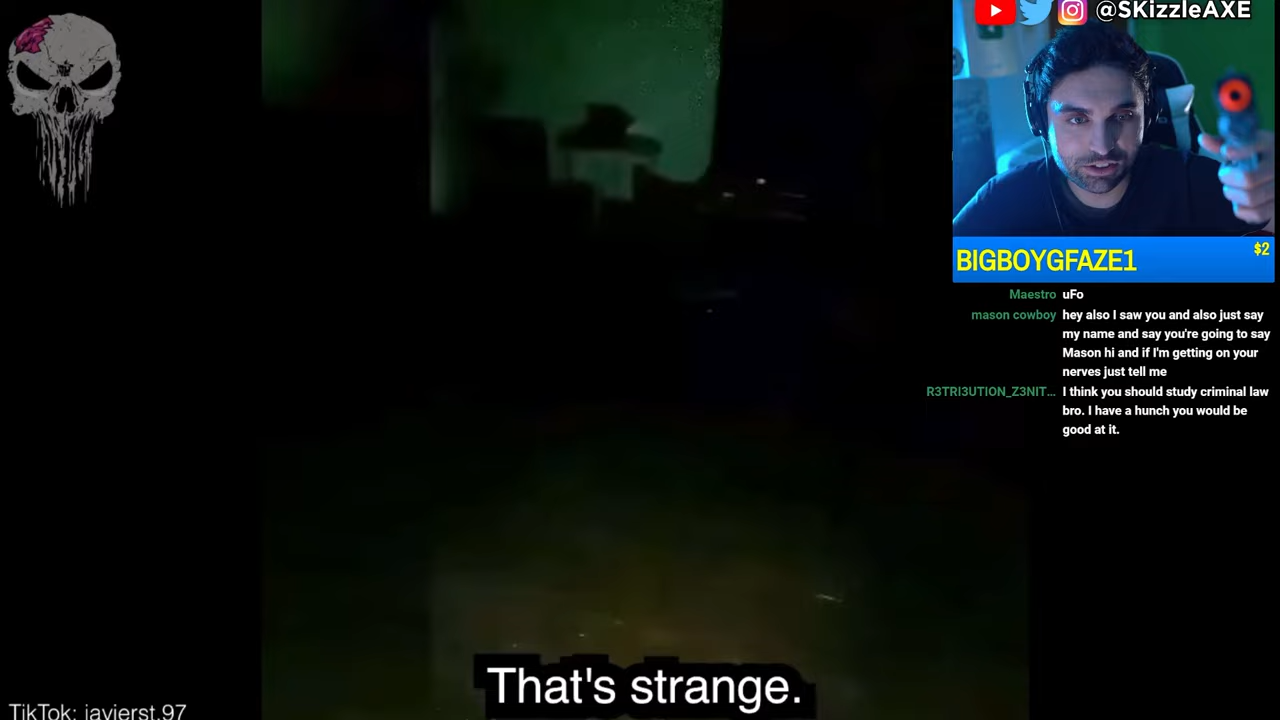 @SKizzleAXE
BIGBOYGFAZE1
$2
Maestro uFo
mason cowboy hey also I saw you and also just say
my name and say you're going to say
Mason hi and if I'm getting on your
nerves just tell me
R3TRI3UTION_Z3NIT... I think you should study criminal law
bro. I have a hunch you would be
good at it.
That's strange.
TikTok: javierst.97